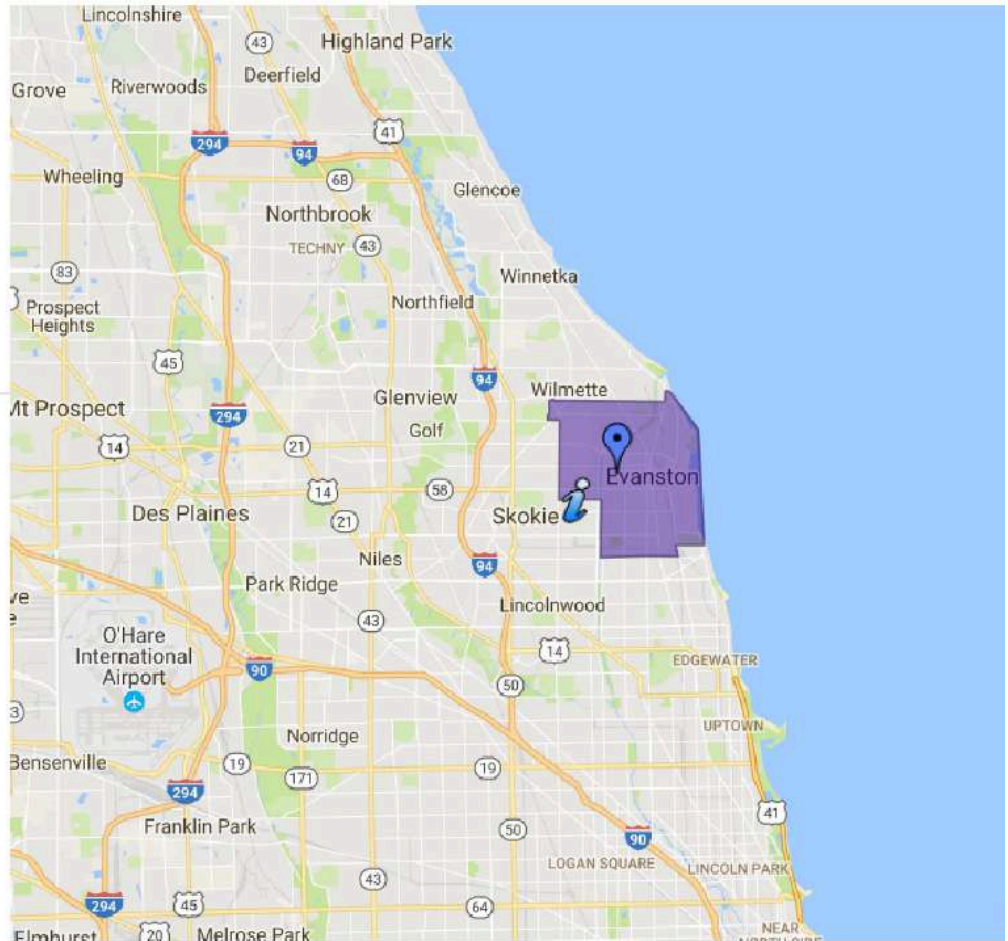 Lincolnshire
43
Highland Park
Deerfield
Grove
Riverwoods
41
294
94
Wheeling
68
Glencoe
Northbrook
TECHNY
43
83
Winnetka
Northfield
Prospect
Heights
45
94
Wilmette
Glenview
Mt Prospect
294
Golf
14
21
Evanston
58
14
Des Plaines
Skokie
21
Niles
94
Park Ridge
Lincolnwood
43
O'Hare
International
Airport
14
90
EDGEWATER
50
UPTOWN
Norridge
Bensenville
19
171
19
294
41
Franklin Park
50
90
LOGAN SQUARE
LINCOLN PARK
43
294
45
64
Elmhurst
20
Melrose Park
NEAR
NORTH SIDE